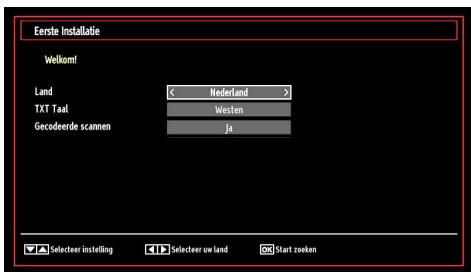 Eerste Installatie
Welkom!
Land < Nederland >
TXT Taal Westen
Gecodeerde scannen Ja
Selecteer instelling Selecteer uw land OK Start zoeken